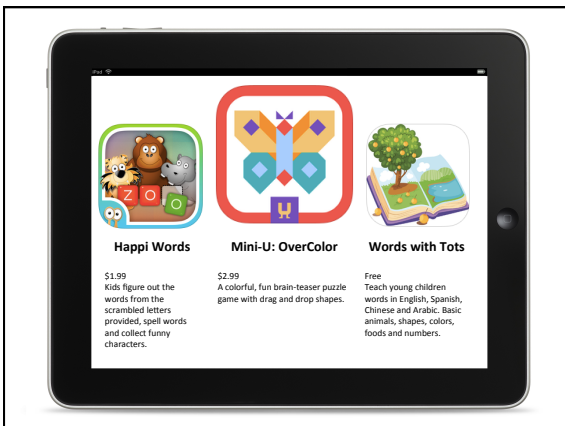 iPad
ZOO
Happi Words
Mini-U: OverColor
Words with Tots
$1.99
Kids figure out the
words from the
scrambled letters
provided, spell words
and collect funny
characters.
$2.99
A colorful, fun brain-teaser puzzle
game with drag and drop shapes.
Free
Teach young children
words in English, Spanish,
Chinese and Arabic. Basic
animals, shapes, colors,
foods and numbers.